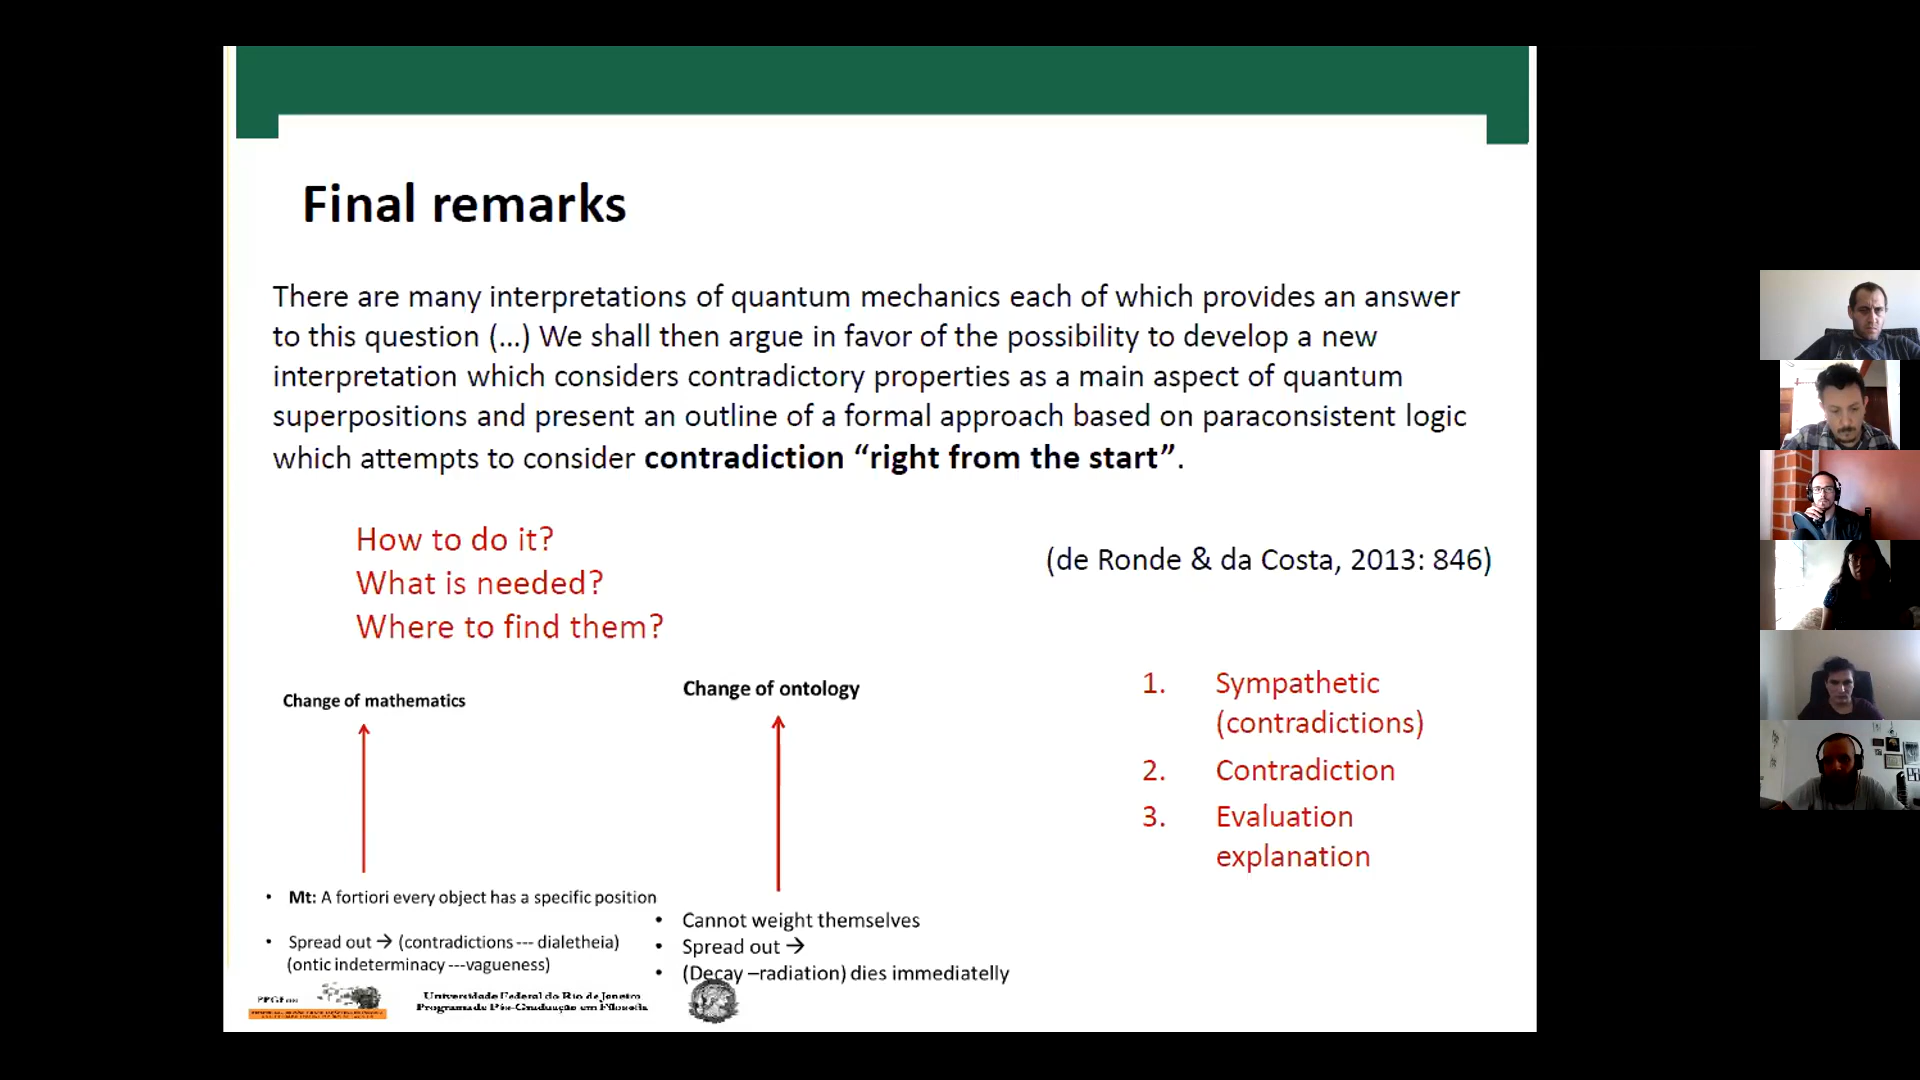 Final remarks
There are many interpretations of quantum mechanics each of which provides an answer
to this question (...) We shall then argue in favor of the possibility to develop a new
interpretation which considers contradictory properties as a main aspect of quantum
superpositions and present an outline of a formal approach based on paraconsistent logic
which attempts to consider contradiction “right from the start”.
How to do it?
What is needed?
Where to find them?
(de Ronde & da Costa, 2013: 846)
Change of mathematics
• Mt: A fortiori every object has a specific position
• Spread out → (contradictions --- dialetheia)
(ontic indeterminacy ---vagueness)
Change of ontology
• Cannot weight themselves
• Spread out →
• (Decay –radiation) dies immediatelly
1. Sympathetic
(contradictions)
2. Contradiction
3. Evaluation
explanation
Universidade Federal do Rio de Janeiro
Programa de Pós-Graduação em Filosofia